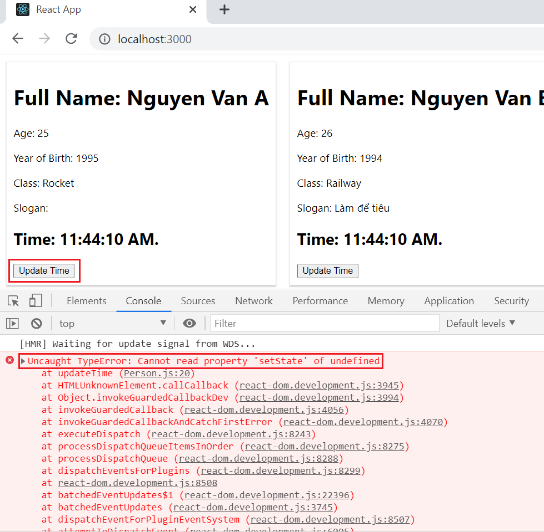 React App
localhost:3000
Full Name: Nguyen Van A
Age: 25
Year of Birth: 1995
Class: Rocket
Slogan:
Time: 11:44:10 AM.
Update Time
Full Name: Nguyen Van
Age: 26
Year of Birth: 1994
Class: Railway
Slogan: Làm để tiêu
Time: 11:44:10 AM.
Update Time
Elements Console Sources Network Performance Memory Application Security
top Filter Default levels
[HMR] Waiting for update signal from WDS...
Uncaught TypeError: Cannot read property 'setState' of undefined
at updateTime (Person.js:20)
at HTMLUnknownElement.callCallback (react-dom.development.js:3945)
at Object.invokeGuardedCallbackDev (react-dom.development.js:3994)
at invokeGuardedCallback (react-dom.development.js:4056)
at invokeGuardedCallbackAndCatchFirstError (react-dom.development.js:4070)
at executeDispatch (react-dom.development.js:8243)
at processDispatchQueueItemsInOrder (react-dom.development.js:8275)
at processDispatchQueue (react-dom.development.js:8288)
at dispatchEventsForPlugins (react-dom.development.js:8299)
at react-dom.development.js:8508
at batchedEventUpdates$1 (react-dom.development.js:22396)
at batchedEventUpdates (react-dom.development.js:3745)
at dispatchEventForPluginEventSystem (react-dom.development.js:8507)